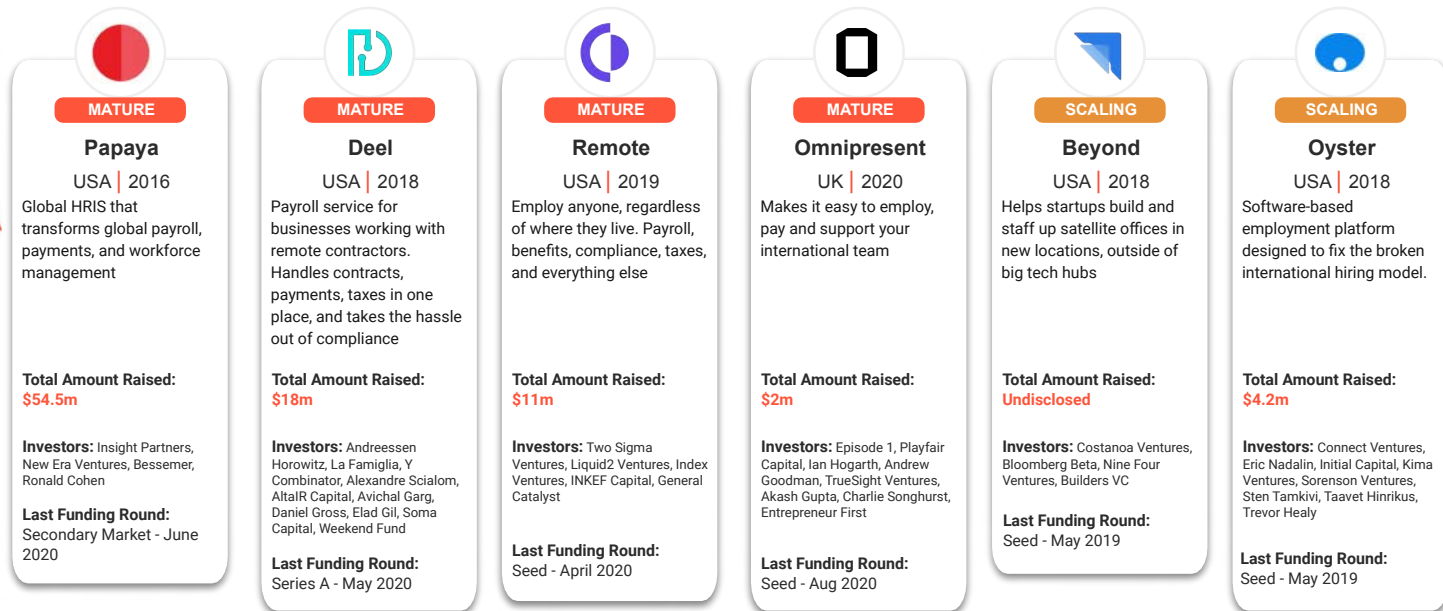 MATURE
Papaya
USA | 2016
Global HRIS that
transforms global payroll,
payments, and workforce
management
Total Amount Raised:
$54.5m
Investors: Insight Partners,
New Era Ventures, Bessemer,
Ronald Cohen
Last Funding Round:
Secondary Market - June
2020
MATURE
Deel
USA | 2018
Payroll service for
businesses working with
remote contractors.
Handles contracts,
payments, taxes in one
place, and takes the hassle
out of compliance
Total Amount Raised:
$18m
Investors: Andreessen
Horowitz, La Famiglia, Y
Combinator, Alexandre Scialom,
AltaIR Capital, Avichal Garg,
Daniel Gross, Elad Gil, Soma
Capital, Weekend Fund
Last Funding Round:
Series A - May 2020
MATURE
Remote
USA | 2019
Employ anyone, regardless
of where they live. Payroll,
benefits, compliance, taxes,
and everything else
Total Amount Raised:
$11m
Investors: Two Sigma
Ventures, Liquid2 Ventures, Index
Ventures, INKEF Capital, General
Catalyst
Last Funding Round:
Seed - April 2020
MATURE
Omnipresent
UK | 2020
Makes it easy to employ,
pay and support your
international team
Total Amount Raised:
$2m
Investors: Episode 1, Playfair
Capital, Ian Hogarth, Andrew
Goodman, TrueSight Ventures,
Akash Gupta, Charlie Songhurst,
Entrepreneur First
Last Funding Round:
Seed - Aug 2020
SCALING
Beyond
USA | 2018
Helps startups build and
staff up satellite offices in
new locations, outside of
big tech hubs
Total Amount Raised:
Undisclosed
Investors: Costanoa Ventures,
Bloomberg Beta, Nine Four
Ventures, Builders VC
Last Funding Round:
Seed - May 2019
SCALING
Oyster
USA | 2018
Software-based
employment platform
designed to fix the broken
international hiring model.
Total Amount Raised:
$4.2m
Investors: Connect Ventures,
Eric Nadalin, Initial Capital, Kima
Ventures, Sorenson Ventures,
Sten Tamkivi, Taavet Hinrikus,
Trevor Healy
Last Funding Round:
Seed - May 2019